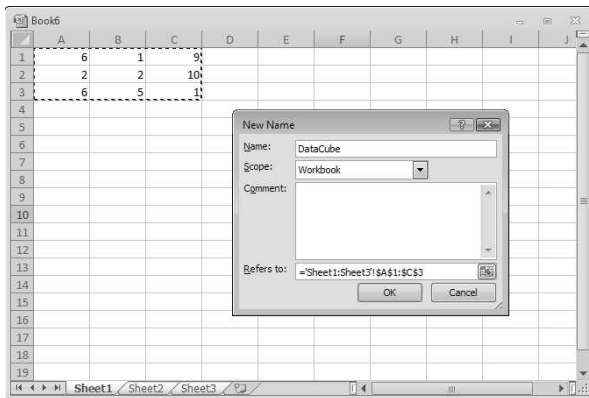 Book6
A B C D E F G H I J
1 6 1 9
2 2 2 10
3 6 5 1
4
5
6
7
8
9
10
11
12
13
14
15
16
17
18
19
New Name
Name: DataCube
Scope: Workbook
Comment:
Refers to: ='Sheet1:Sheet3'!$A$1:$C$3
OK Cancel
Sheet1 Sheet2 Sheet3